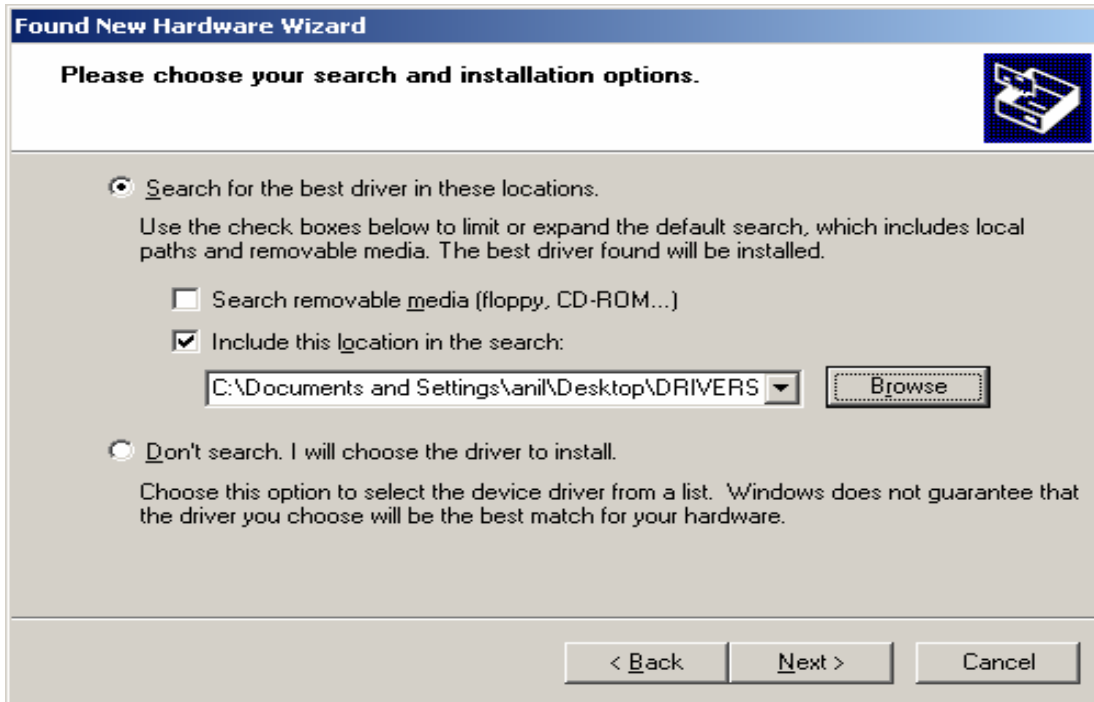 Found New Hardware Wizard
Please choose your search and installation options.
Search for the best driver in these locations.
Use the check boxes below to limit or expand the default search, which includes local
paths and removable media. The best driver found will be installed.
Search removable media (floppy, CD-ROM...)
Include this location in the search:
C:\Documents and Settings\anil\Desktop\DRIVERS
Browse
Don't search. I will choose the driver to install.
Choose this option to select the device driver from a list.  Windows does not guarantee that
the driver you choose will be the best match for your hardware.
< Back
Next >
Cancel